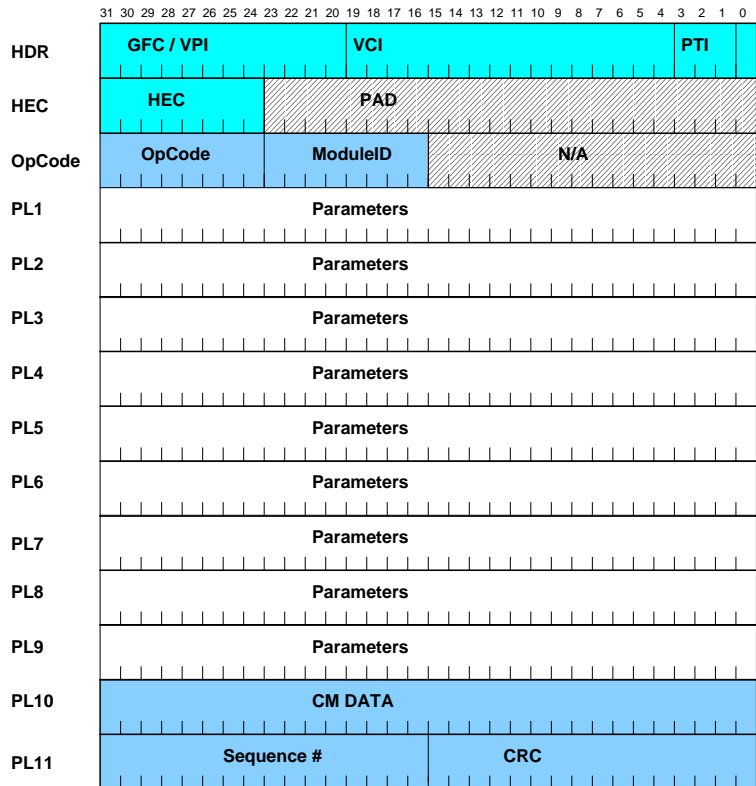 31 30 29 28 27 26 25 24 23 22 21 20 19 18 17 16 15 14 13 12 11 10 9 8 7 6 5 4 3 2 1 0
HDR GFC / VPI VCI PTI
HEC HEC PAD
OpCode OpCode ModuleID N/A
PL1 Parameters
PL2 Parameters
PL3 Parameters
PL4 Parameters
PL5 Parameters
PL6 Parameters
PL7 Parameters
PL8 Parameters
PL9 Parameters
PL10 CM DATA
PL11 Sequence # CRC